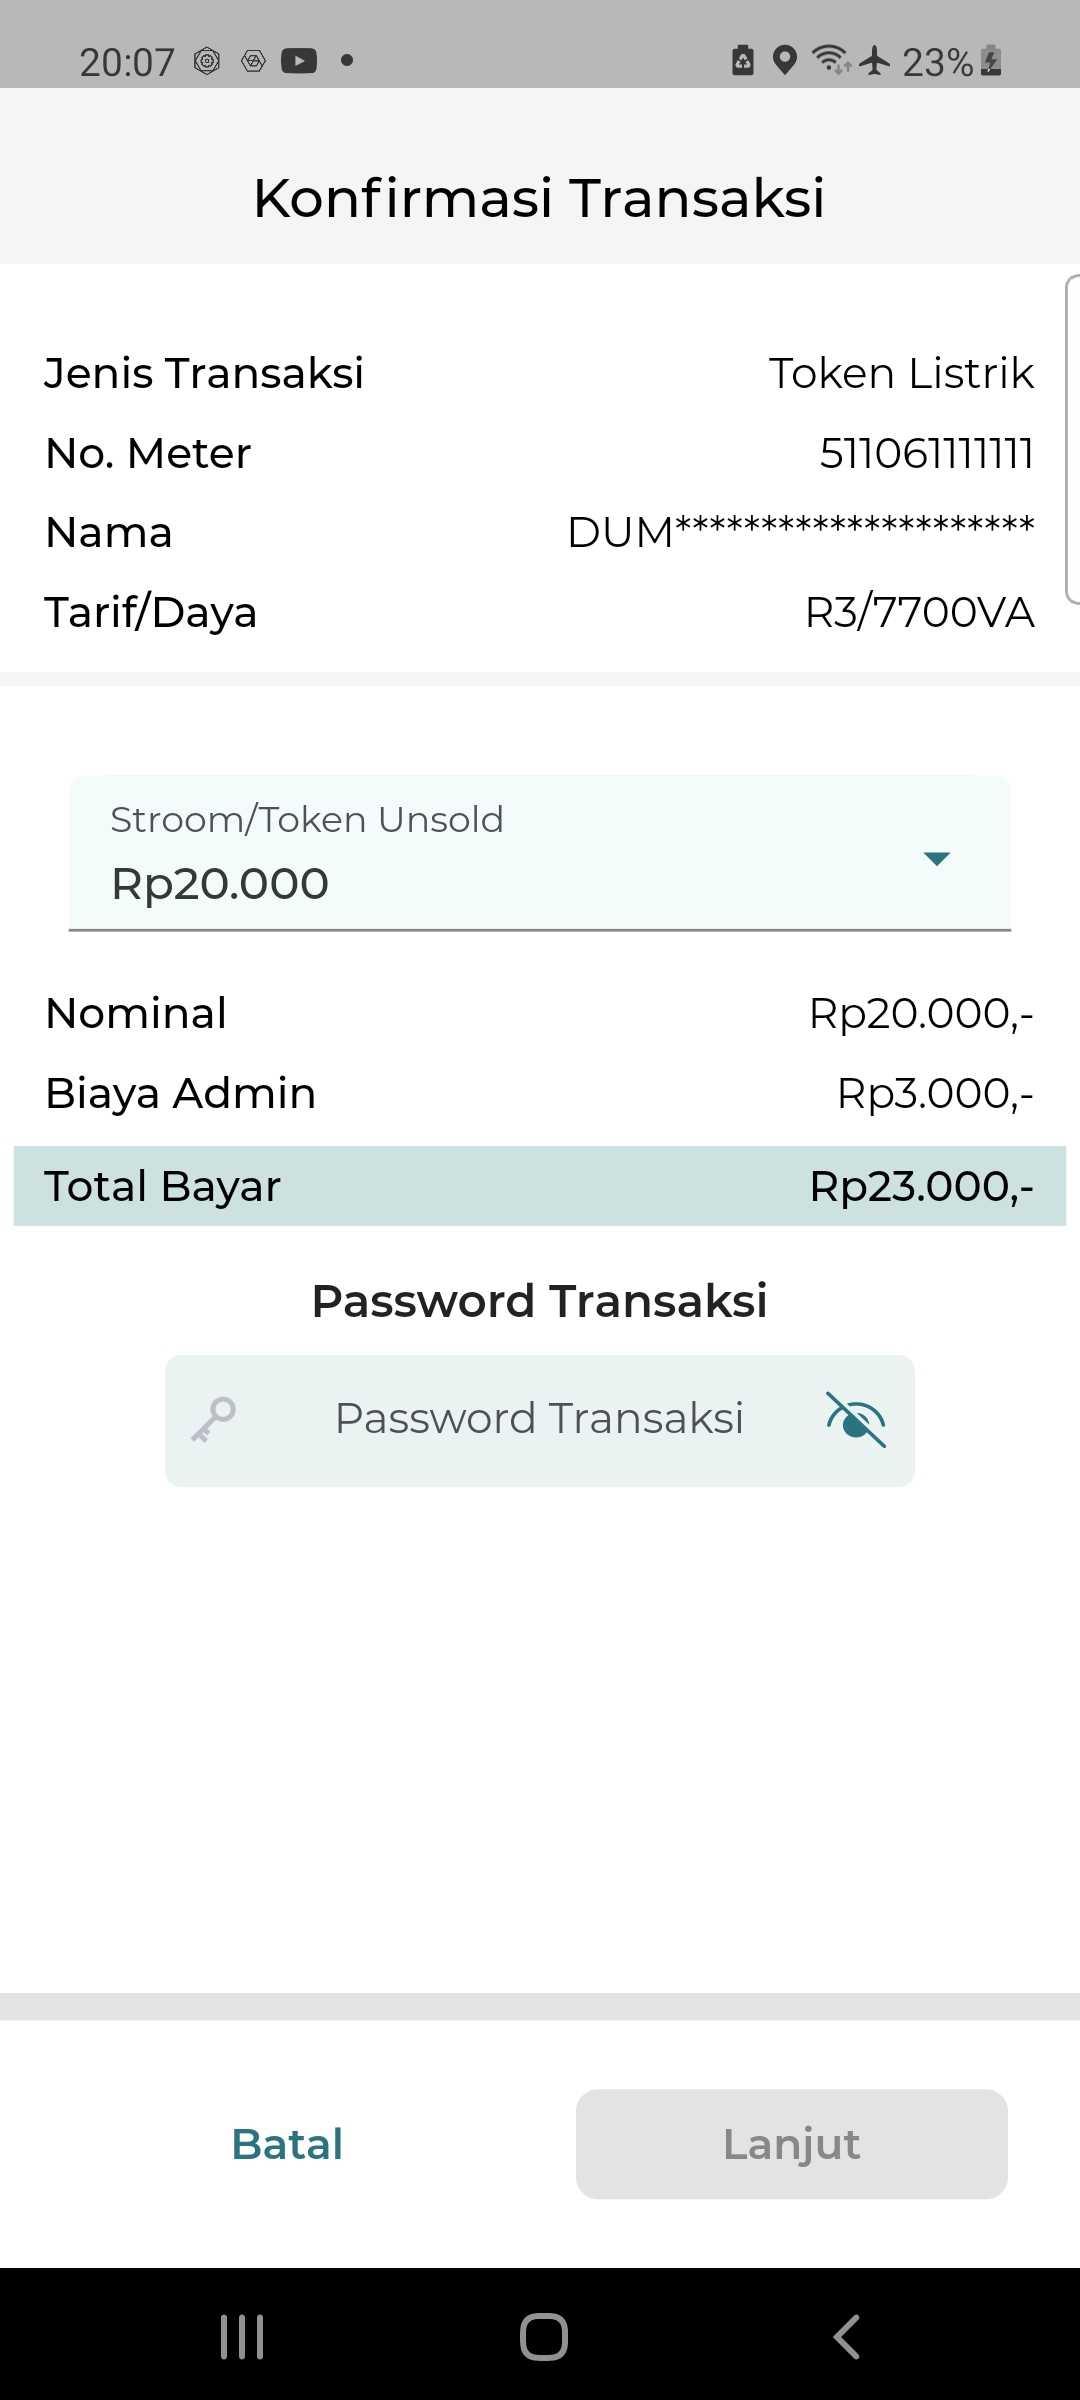 20:07 23%
Konfirmasi Transaksi
Jenis Transaksi Token Listrik
No. Meter 511061111111
Nama DUM*********************
Tarif/Daya R3/7700VA
Stroom/Token Unsold
Rp20.000
Nominal Rp20.000,-
Biaya Admin Rp3.000,-
Total Bayar Rp23.000,-
Password Transaksi
Password Transaksi
Batal Lanjut